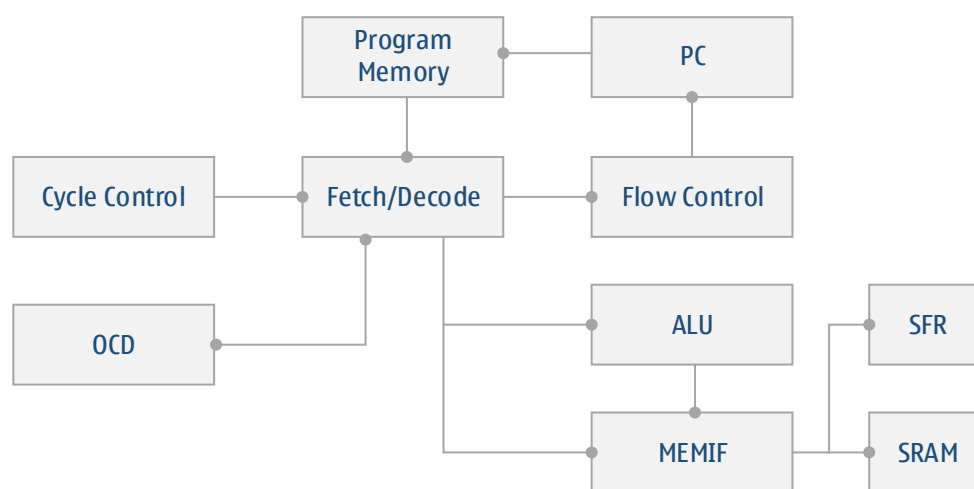 Program
Memory
PC
Cycle Control
Fetch/Decode
Flow Control
OCD
ALU
SFR
MEMIF
SRAM